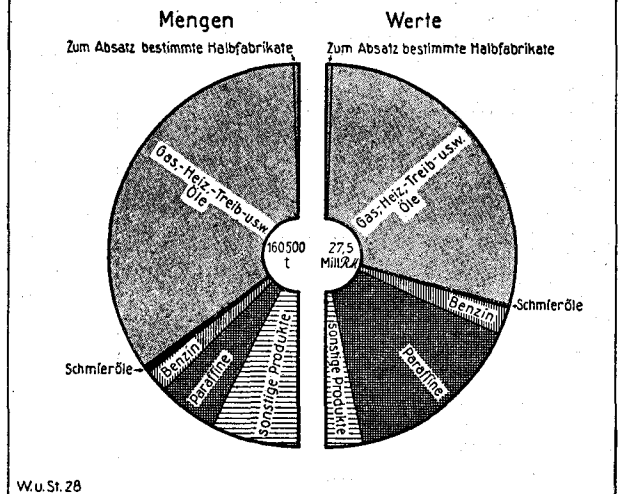 Mengen
Werte
Zum Absatz bestimmte Halbfabrikate
Zum Absatz bestimmte Halbfabrikate
Gas,-Heiz,-Treib-usw.
Öle
Gas,-Heiz,-Treib-u.s.w.
Öle
160500
t
27,5
Mill RM
Schmieröle
Benzin
Paraffine
sonstige Produkte
sonstige Produkte
Paraffine
Benzin
Schmieröle
W.u.St.28